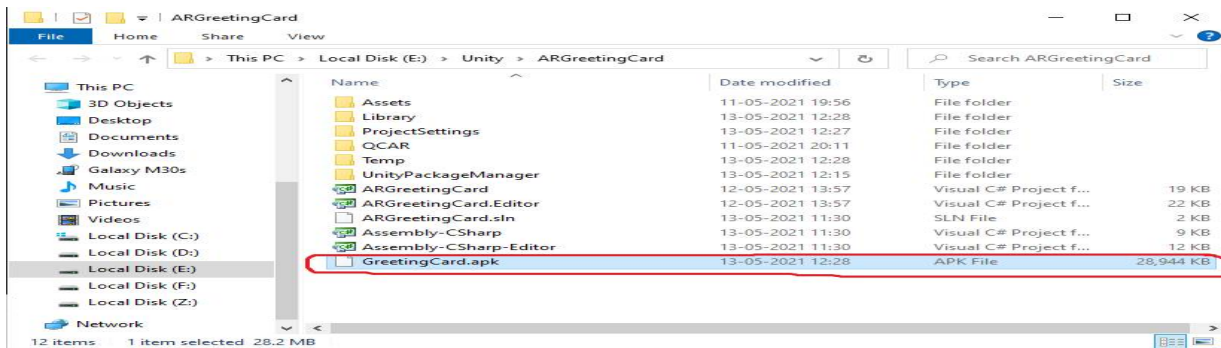 ARGreetingCard
File Home Share View
This PC > Local Disk (E:) > Unity > ARGreetingCard
Search ARGreetingCard
Name Date modified Type Size
This PC
3D Objects
Desktop
Documents
Downloads
Galaxy M30s
Music
Pictures
Videos
Local Disk (C:)
Local Disk (D:)
Local Disk (E:)
Local Disk (F:)
Local Disk (Z:)
Network
Assets 11-05-2021 19:56 File folder
Library 13-05-2021 12:28 File folder
ProjectSettings 13-05-2021 12:27 File folder
QCAR 11-05-2021 20:11 File folder
Temp 13-05-2021 12:28 File folder
UnityPackageManager 13-05-2021 12:15 File folder
ARGreetingCard 12-05-2021 13:57 Visual C# Project f... 19 KB
ARGreetingCard.Editor 12-05-2021 13:57 Visual C# Project f... 22 KB
ARGreetingCard.sln 13-05-2021 11:30 SLN File 2 KB
Assembly-CSharp 13-05-2021 11:30 Visual C# Project f... 9 KB
Assembly-CSharp-Editor 13-05-2021 11:30 Visual C# Project f... 12 KB
GreetingCard.apk 13-05-2021 12:28 APK File 28,944 KB
12 items 1 item selected 28.2 MB